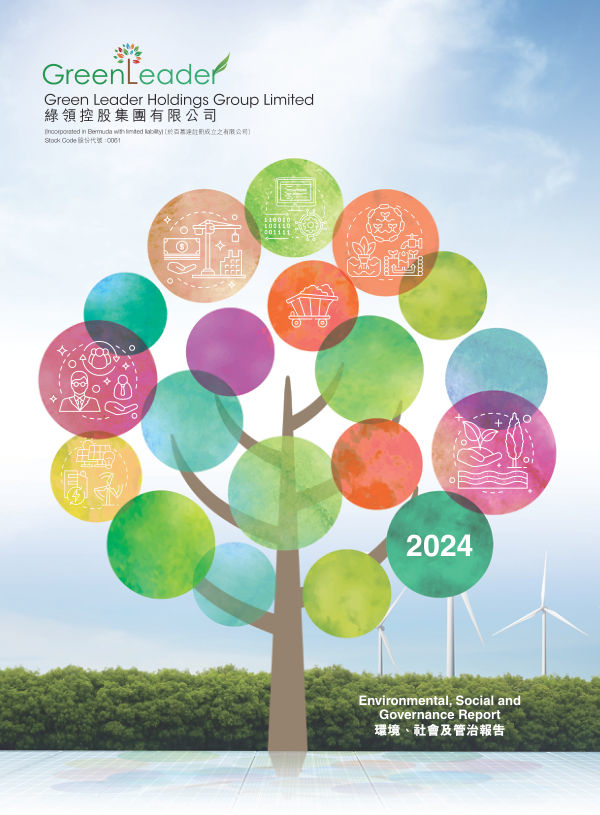 GreenLeader
Green Leader Holdings Group Limited
綠領控股集團有限公司
(Incorporated in Bermuda with limited liability) (於百慕達註冊成立之有限公司)
Stock Code 股份代號 : 0061
110010
100110
001111
2024
Environmental, Social and
Governance Report
環境、社會及管治報告